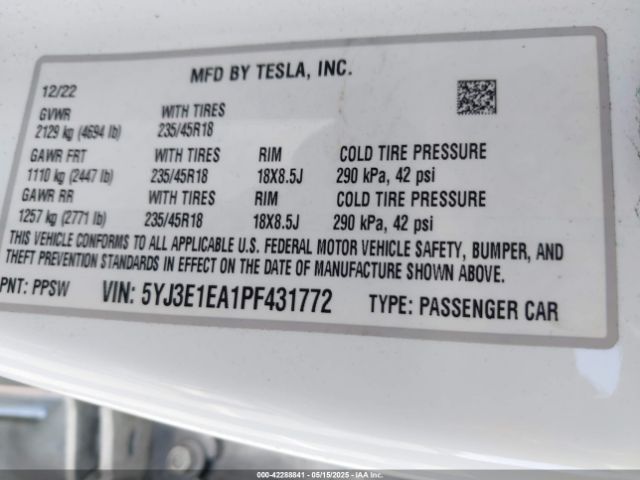 MFD BY TESLA, INC.
12/22
GVWR WITH TIRES
2129 kg (4694 lb) 235/45R18
GAWR FRT WITH TIRES RIM COLD TIRE PRESSURE
1110 kg (2447 lb) 235/45R18 18X8.5J 290 kPa, 42 psi
GAWR RR WITH TIRES RIM COLD TIRE PRESSURE
1257 kg (2771 lb) 235/45R18 18X8.5J 290 kPa, 42 psi
THIS VEHICLE CONFORMS TO ALL APPLICABLE U.S. FEDERAL MOTOR VEHICLE SAFETY, BUMPER, AND
THEFT PREVENTION STANDARDS IN EFFECT ON THE DATE OF MANUFACTURE SHOWN ABOVE.
PNT: PPSW VIN: 5YJ3E1EA1PF431772 TYPE: PASSENGER CAR
000-42288841 - 05/15/2025 - IAA Inc.